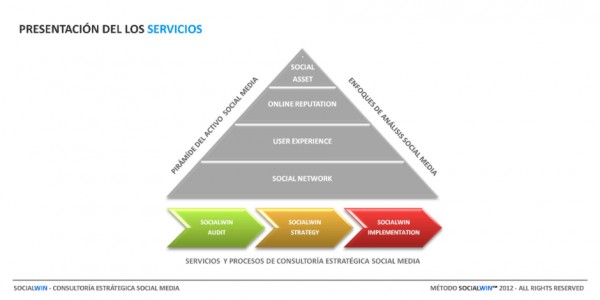 PRESENTACIÓN DEL LOS SERVICIOS
PIRÁMÍDE DEL ACTIVO SOCIAL MEDIA
ENFOQUES DE ANÁLISIS SOCIAL MEDIA
SOCIAL
ASSET
ONLINE REPUTATION
USER EXPERIENCE
SOCIAL NETWORK
SOCIALWIN
AUDIT
SOCIALWIN
STRATEGY
SOCIALWIN
IMPLEMENTATION
SERVICIOS Y PROCESOS DE CONSULTORÍA ESTRATÉGICA SOCIAL MEDIA
SOCIALWIN - CONSULTORÍA ESTRÁTEGICA SOCIAL MEDIA
MÉTODO SOCIALWIN™ 2012 - ALL RIGHTS RESERVED